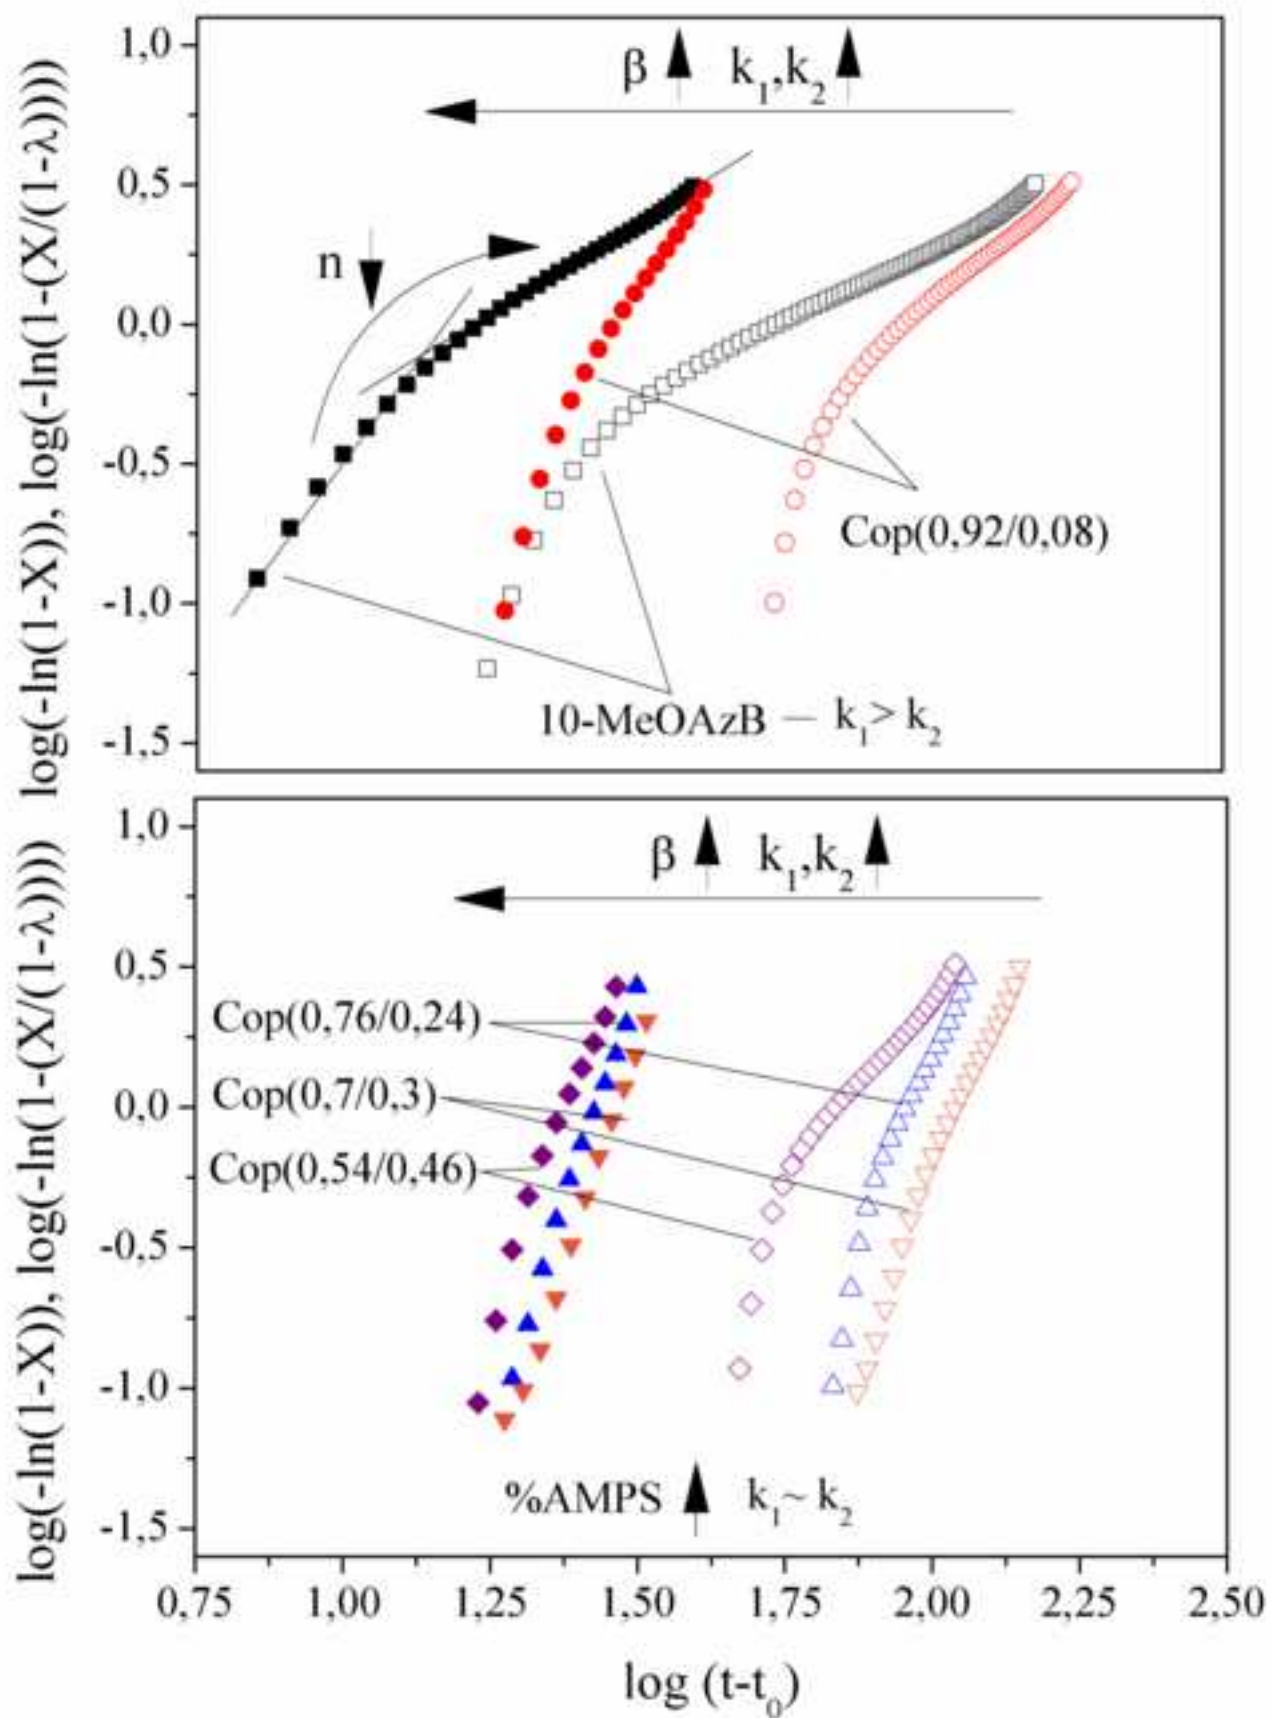 log(-ln(1-X)), log(-ln(1-(X/(1-λ)))))
1,0
0,5
0,0
-0,5
-1,0
-1,5
β k₁,k₂
n
Cop(0,92/0,08)
10-MeOAzB — k₁> k₂
log(-ln(1-X)), log(-ln(1-(X/(1-λ)))))
1,0
0,5
0,0
-0,5
-1,0
-1,5
β k₁,k₂
Cop(0,76/0,24)
Cop(0,7/0,3)
Cop(0,54/0,46)
%AMPS k₁~ k₂
0,75 1,00 1,25 1,50 1,75 2,00 2,25 2,50
log (t-t₀)